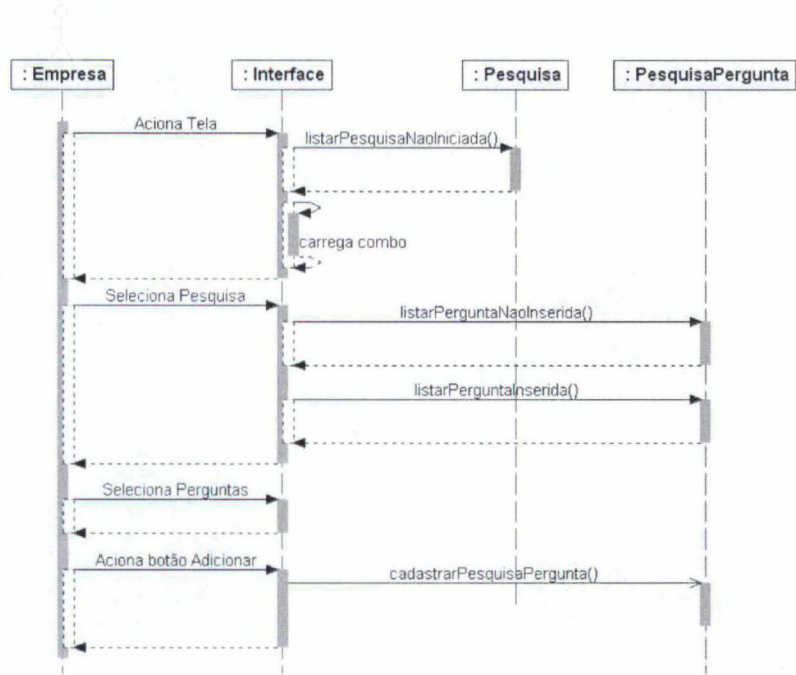 : Empresa
: Interface
: Pesquisa
: PesquisaPergunta
Aciona Tela
listarPesquisaNaoIniciada()
carrega combo
Seleciona Pesquisa
listarPerguntaNaoInserida()
listarPerguntaInserida()
Seleciona Perguntas
Aciona botão Adicionar
cadastrarPesquisaPergunta()